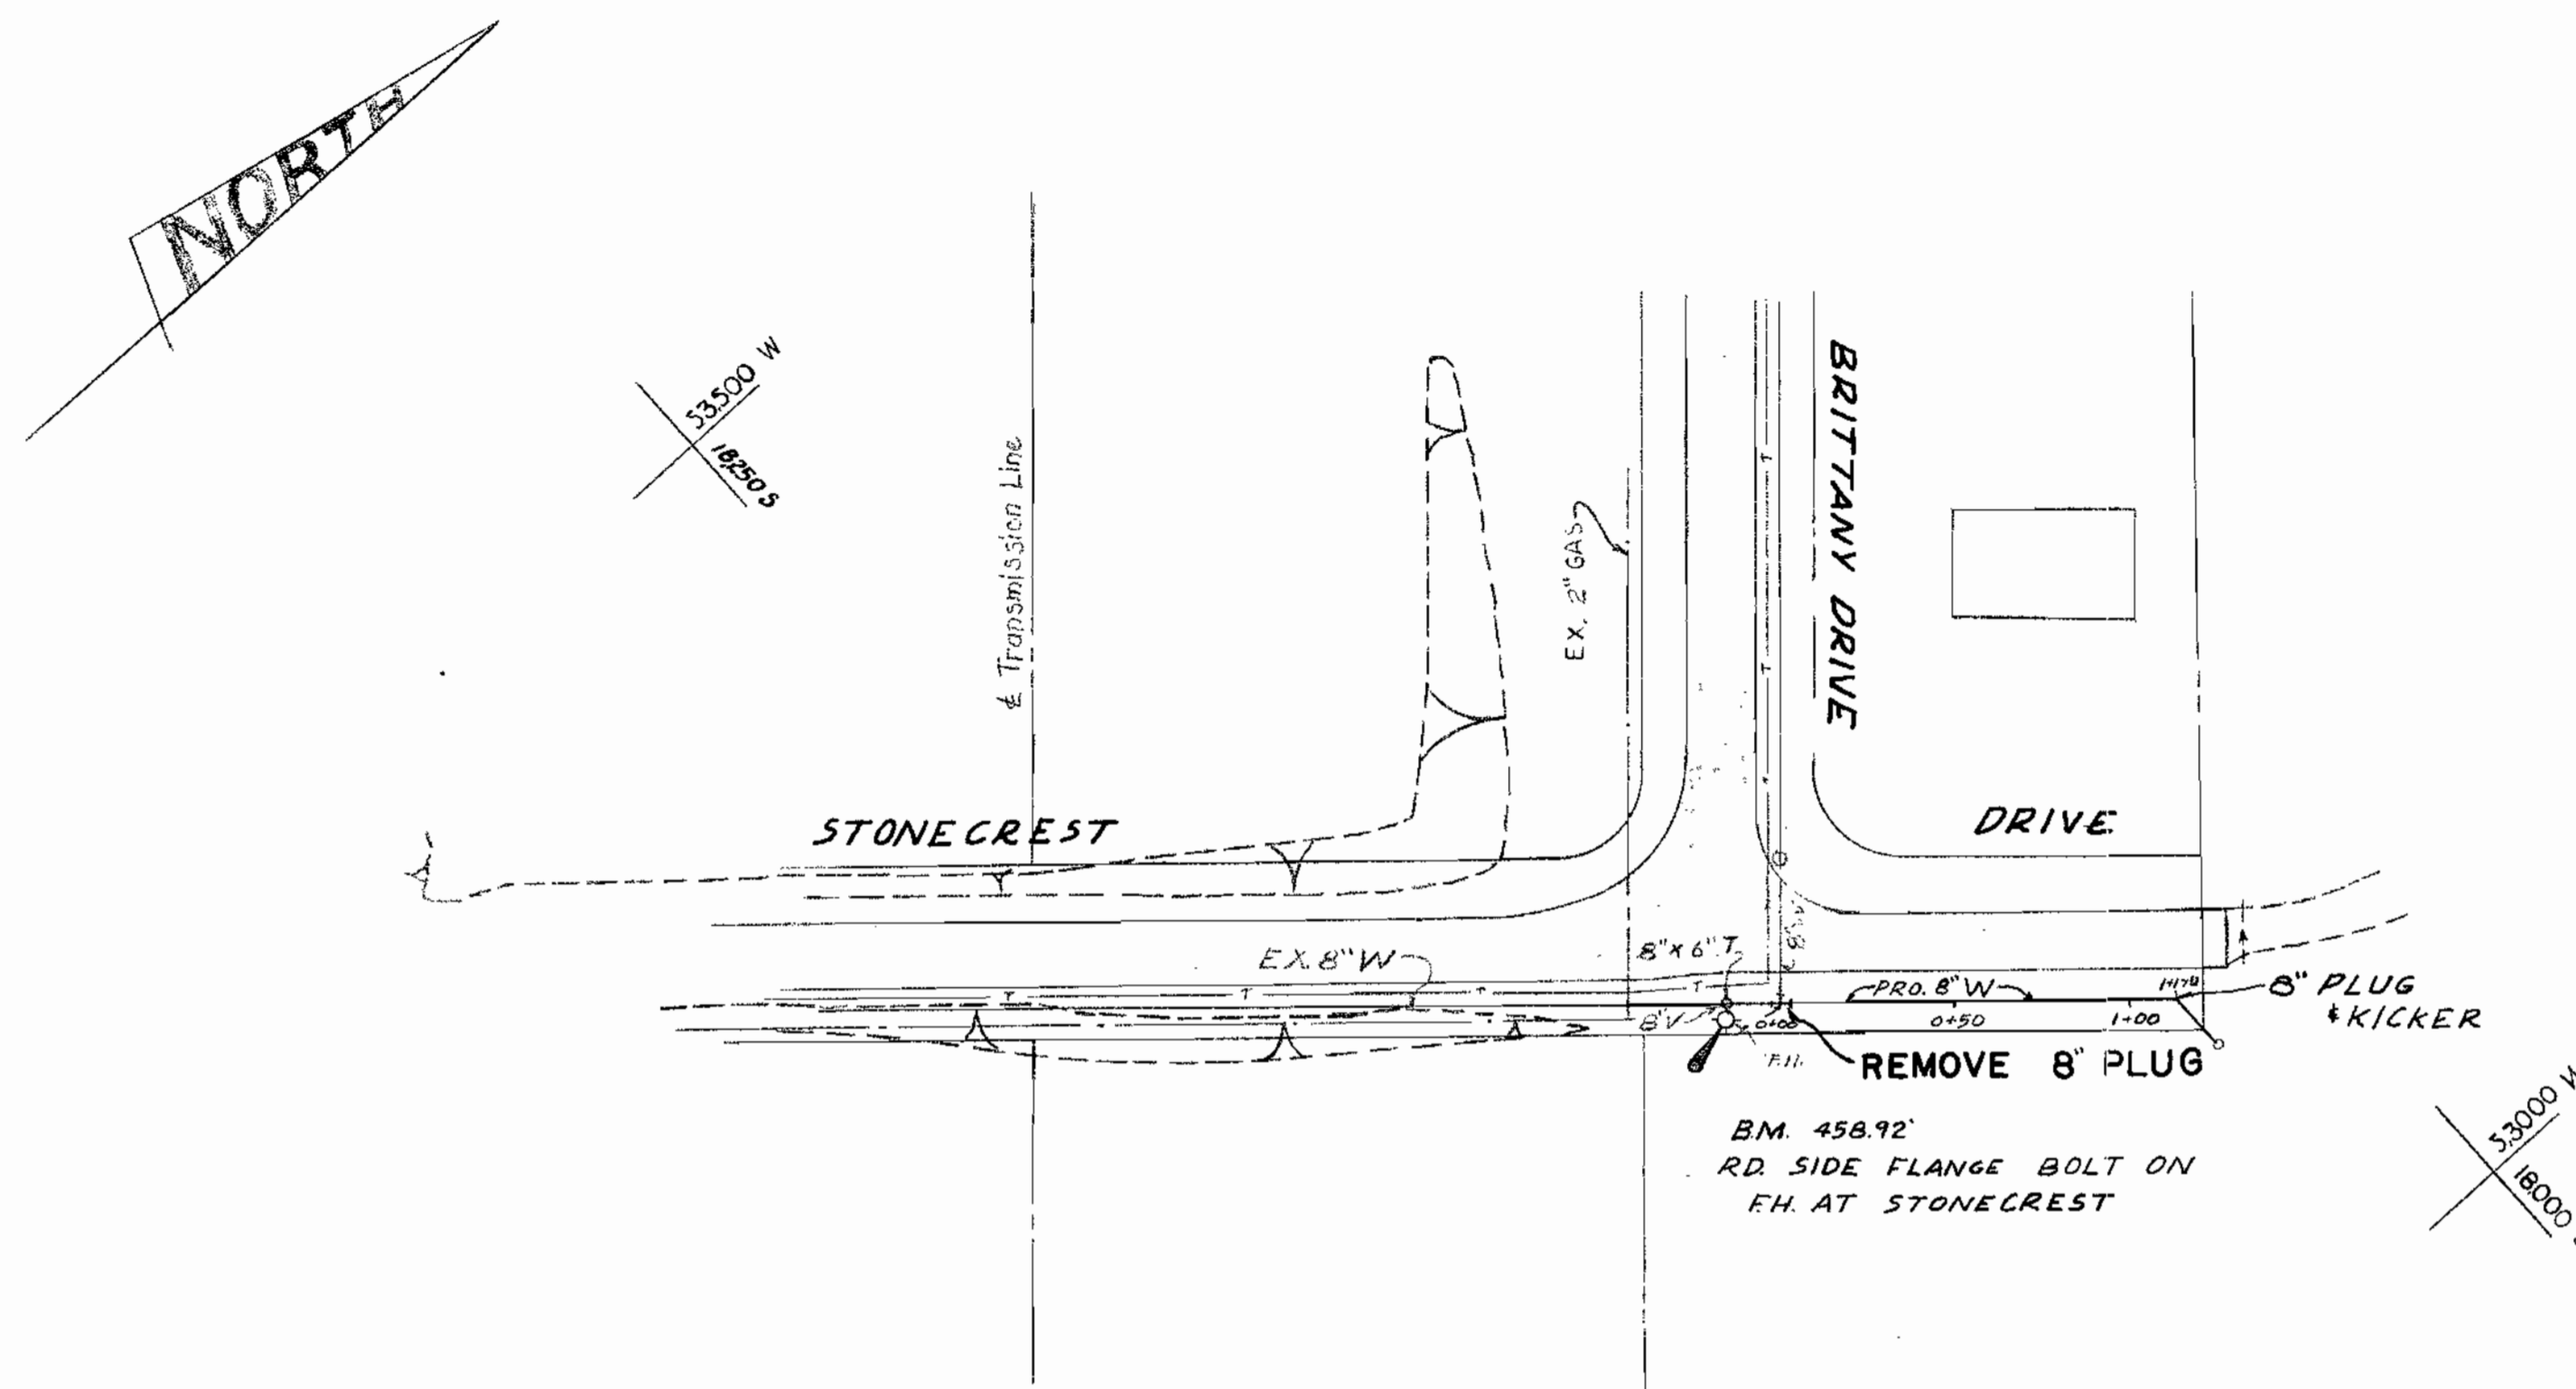 NORTH
53,500 W
18,250 S
℄ Transmission Line
EX. 2" GAS
BRITTANY DRIVE
T
T
STONECREST
DRIVE
EX. 8" W
8" x 6" T.
8" V
T
T
T
T
PRO. 8" W
8" PLUG
& KICKER
8" V
0+00
0+50
1+00
F.H.
REMOVE 8" PLUG
B.M. 458.92'
RD. SIDE FLANGE BOLT ON
F.H. AT STONECREST
53,000 W
18,000